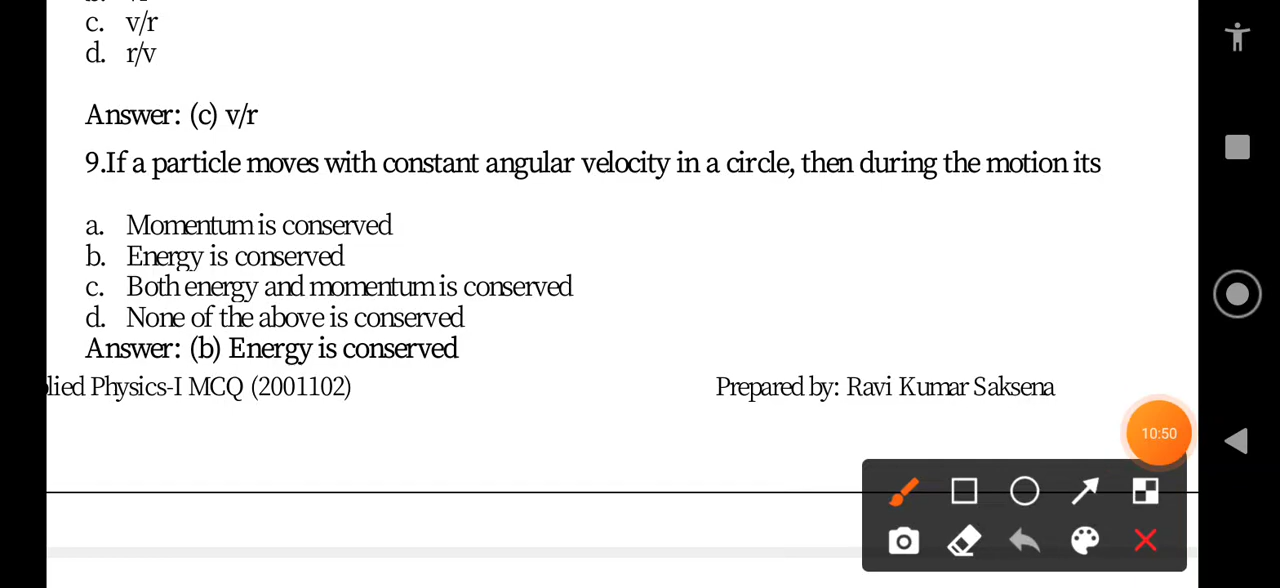 c. v/r
d. r/v
Answer: (c) v/r
9.If a particle moves with constant angular velocity in a circle, then during the motion its
a. Momentum is conserved
b. Energy is conserved
c. Both energy and momentum is conserved
d. None of the above is conserved
Answer: (b) Energy is conserved
lied Physics-I MCQ (2001102) Prepared by: Ravi Kumar Saksena
10:50